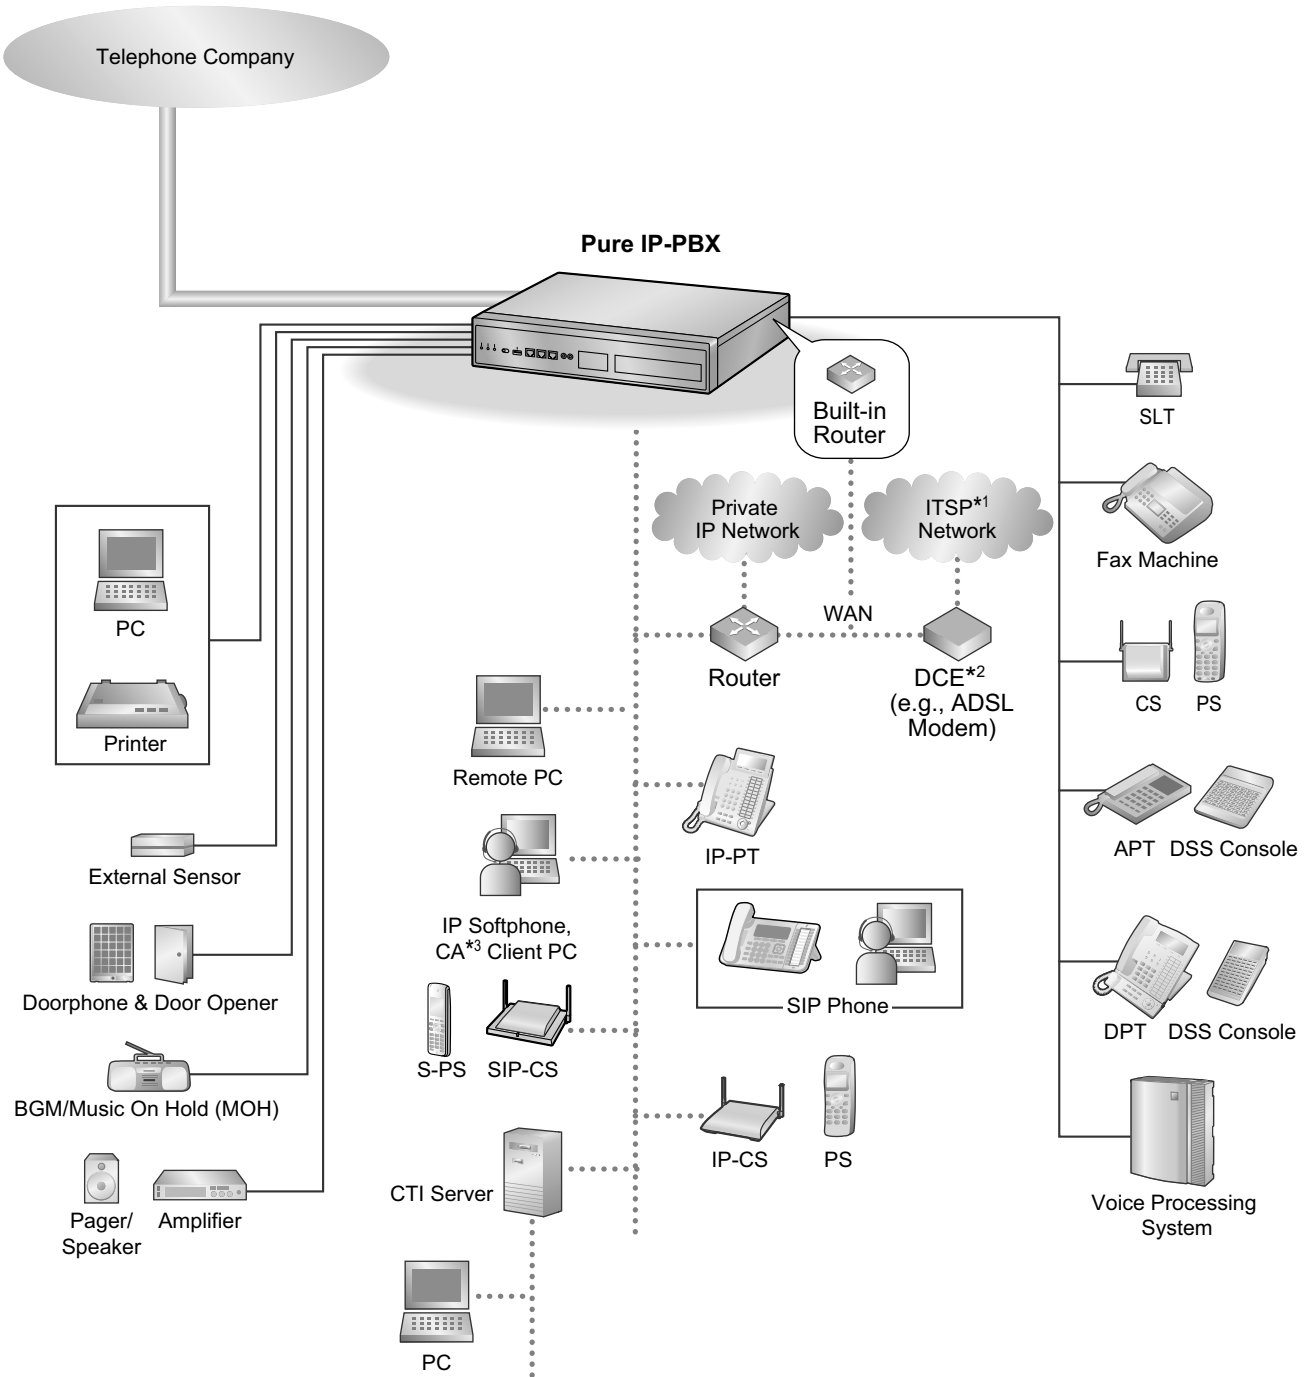 Telephone Company
Pure IP-PBX
Built-in
Router
SLT
Private
IP Network
ITSP*1
Network
Fax Machine
PC
WAN
Router
DCE*2
(e.g., ADSL
Modem)
CS
PS
Printer
Remote PC
IP-PT
APT
DSS Console
External Sensor
IP Softphone,
CA*3 Client PC
Doorphone & Door Opener
SIP Phone
DPT
DSS Console
S-PS
SIP-CS
BGM/Music On Hold (MOH)
IP-CS
PS
CTI Server
Voice Processing
System
Pager/
Speaker
Amplifier
PC